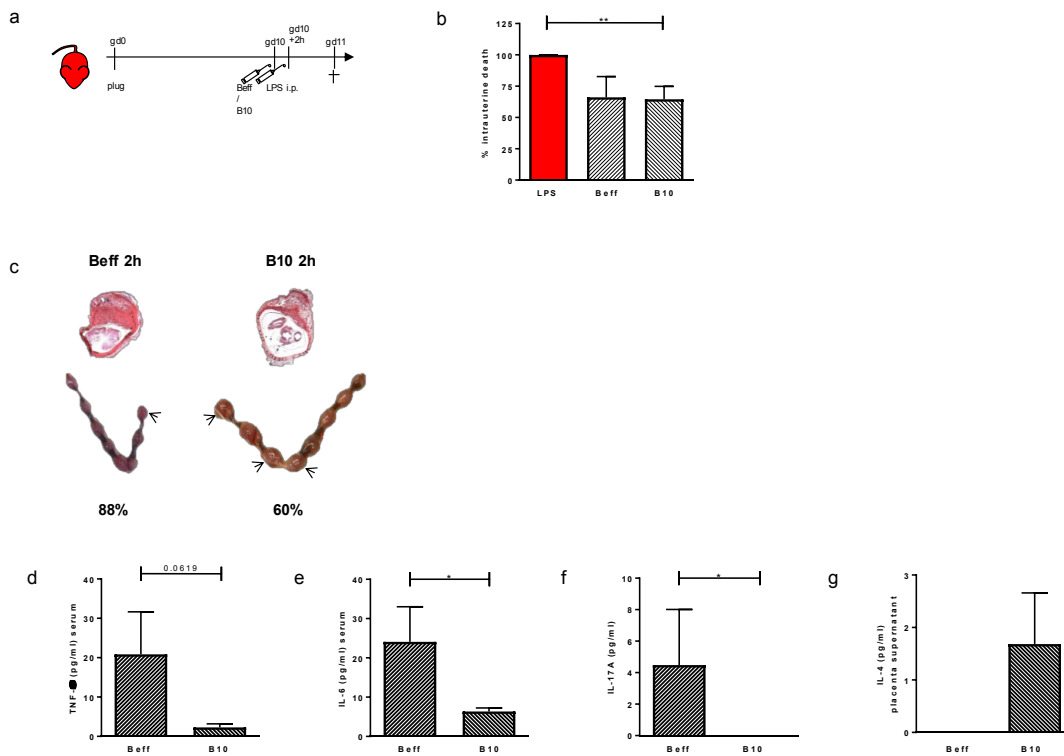 a
gd0
gd10
gd10
+2h
gd11
plug
Beff
/
B10
LPS i.p.
b
% intrauterine death
125
100
75
50
25
0
**
LPS
Beff
B10
c
Beff 2h
B10 2h
88%
60%
d
TNF- (pg/ml) serum
40
30
20
10
0
0.0619
Beff
B10
e
IL-6 (pg/ml) serum
40
30
20
10
0
*
Beff
B10
f
IL-17A (pg/ml)
10
8
6
4
2
0
*
Beff
B10
g
IL-4 (pg/ml)
placenta supernatant
3
2
1
0
Beff
B10